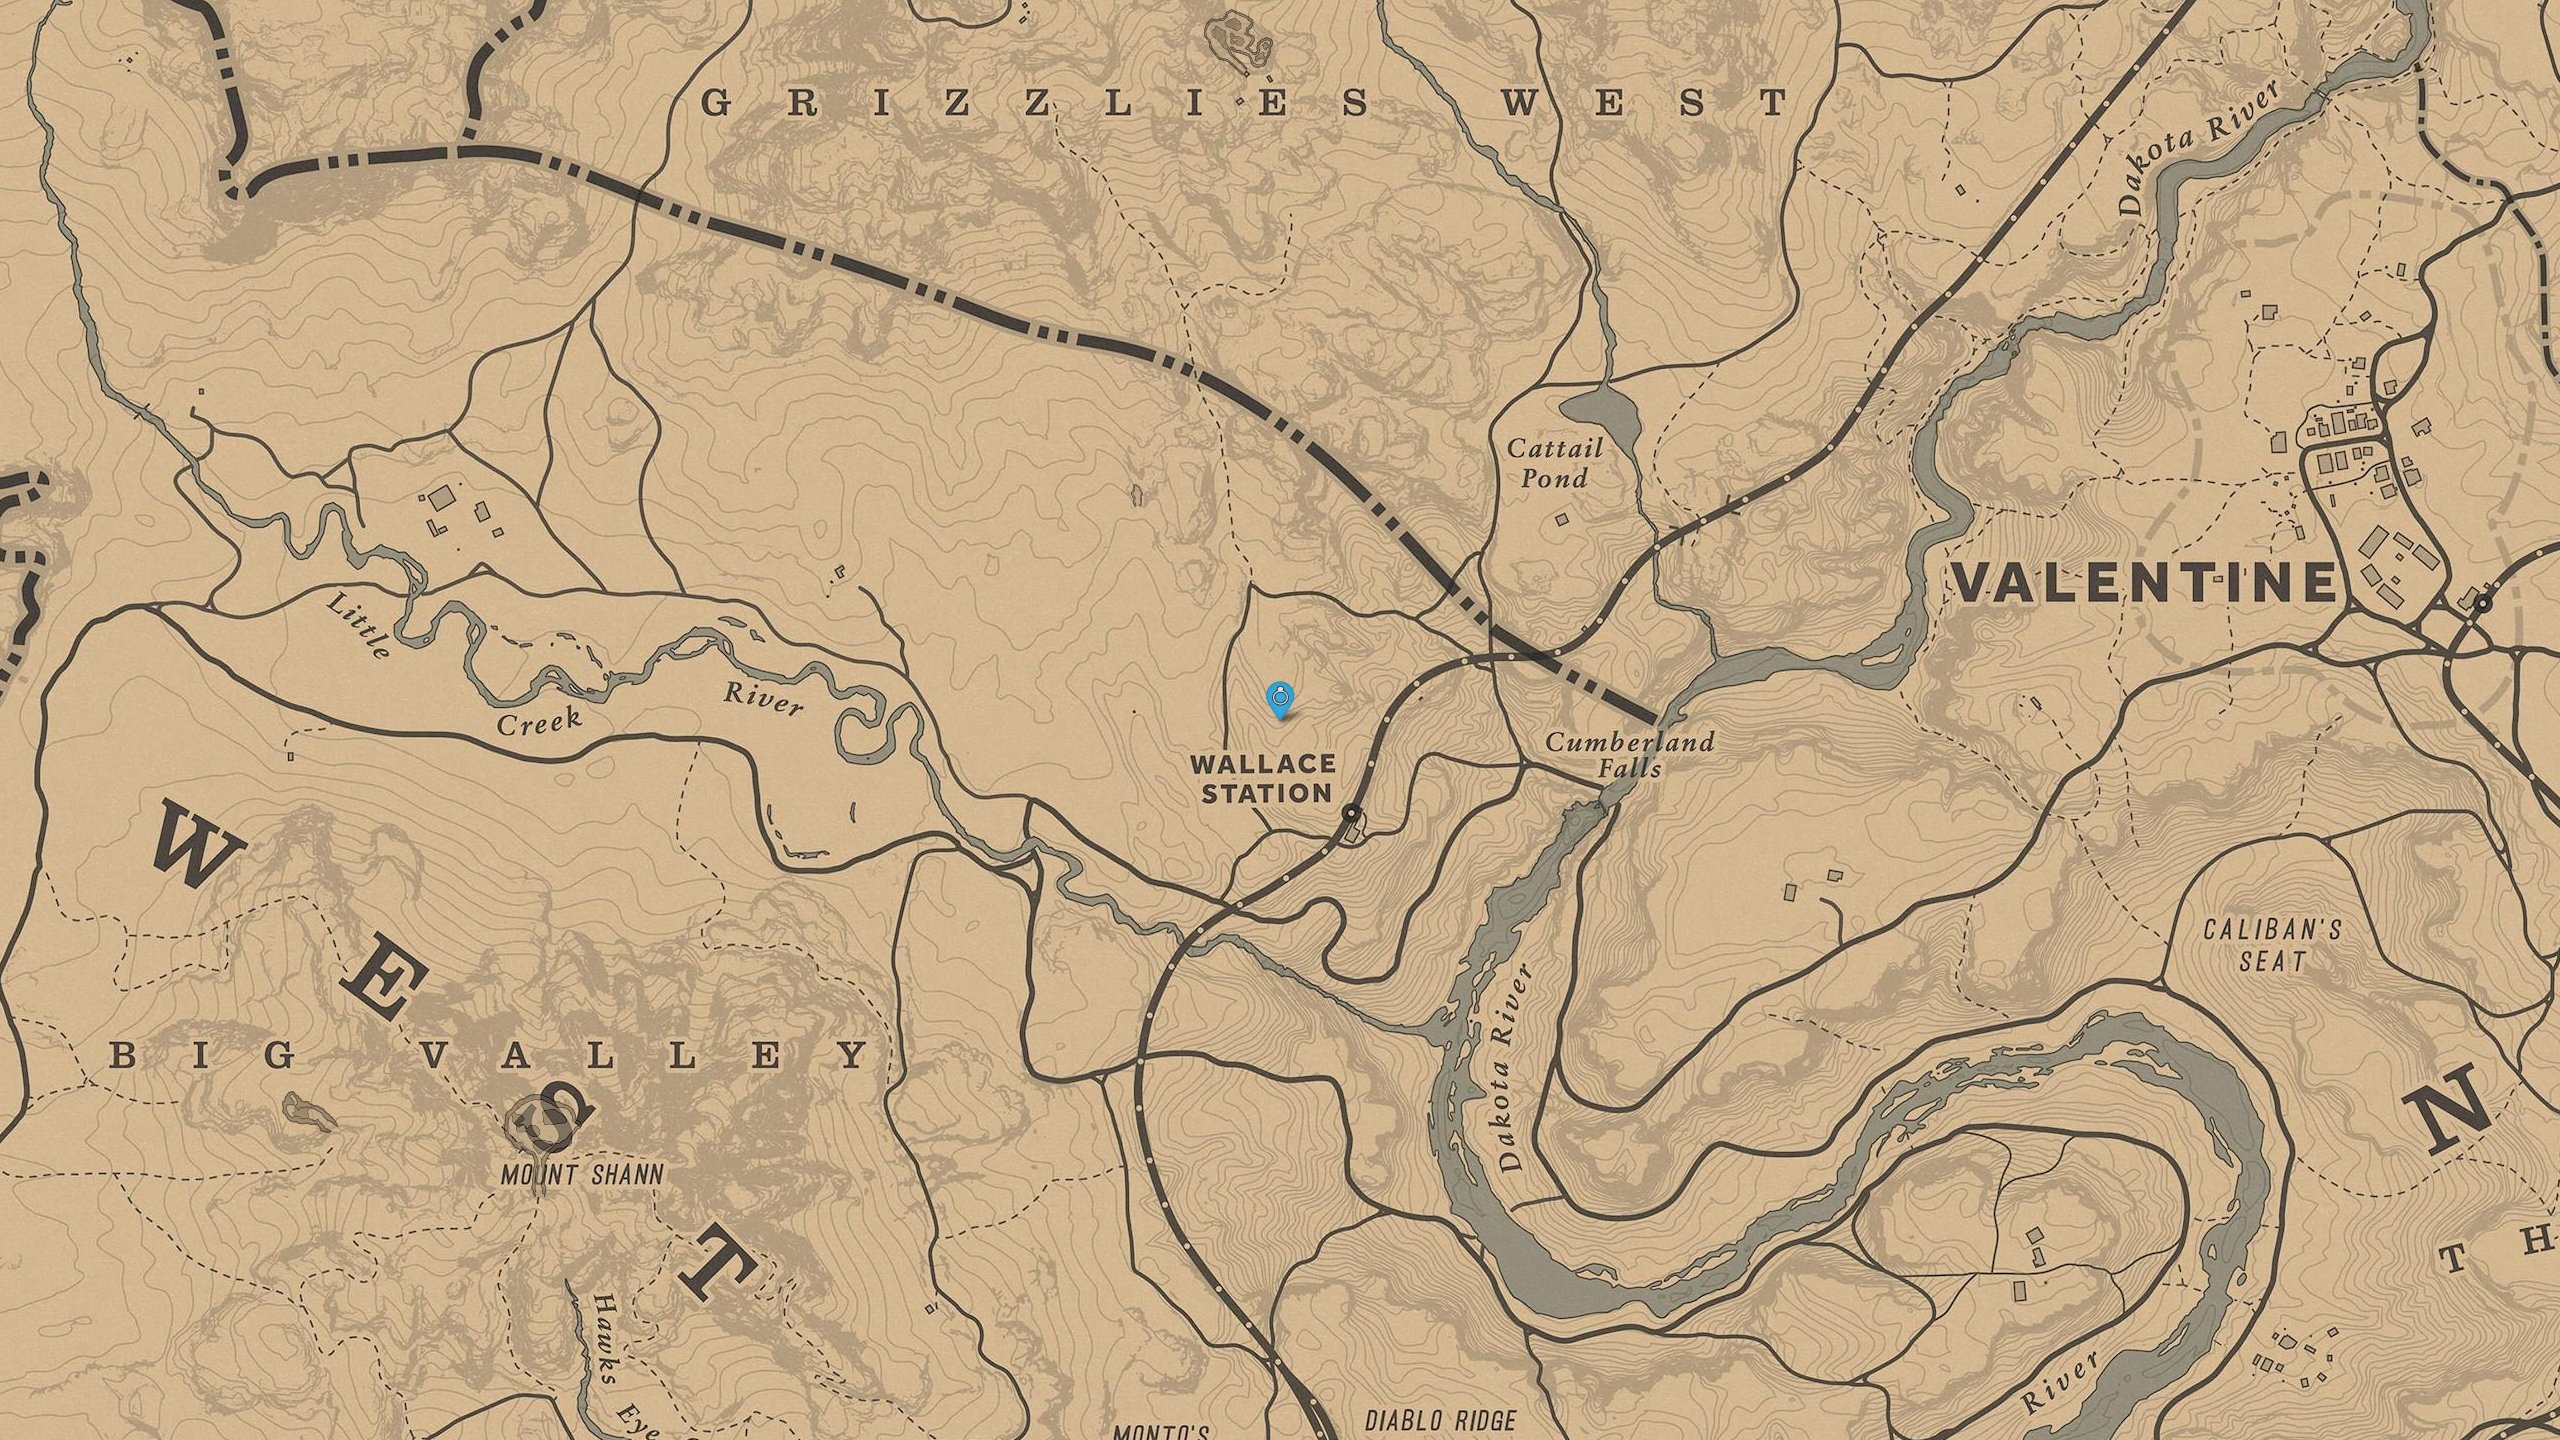 GRIZZLIES WEST
Dakota River
Cattail
Pond
VALENTINE
Little
Creek
River
WALLACE
STATION
Cumberland
Falls
CALIBAN'S
SEAT
Dakota River
WEST
BIG VALLEY
MOUNT SHANN
N
TH
Hawks
Eye
River
MONTO'S
DIABLO RIDGE